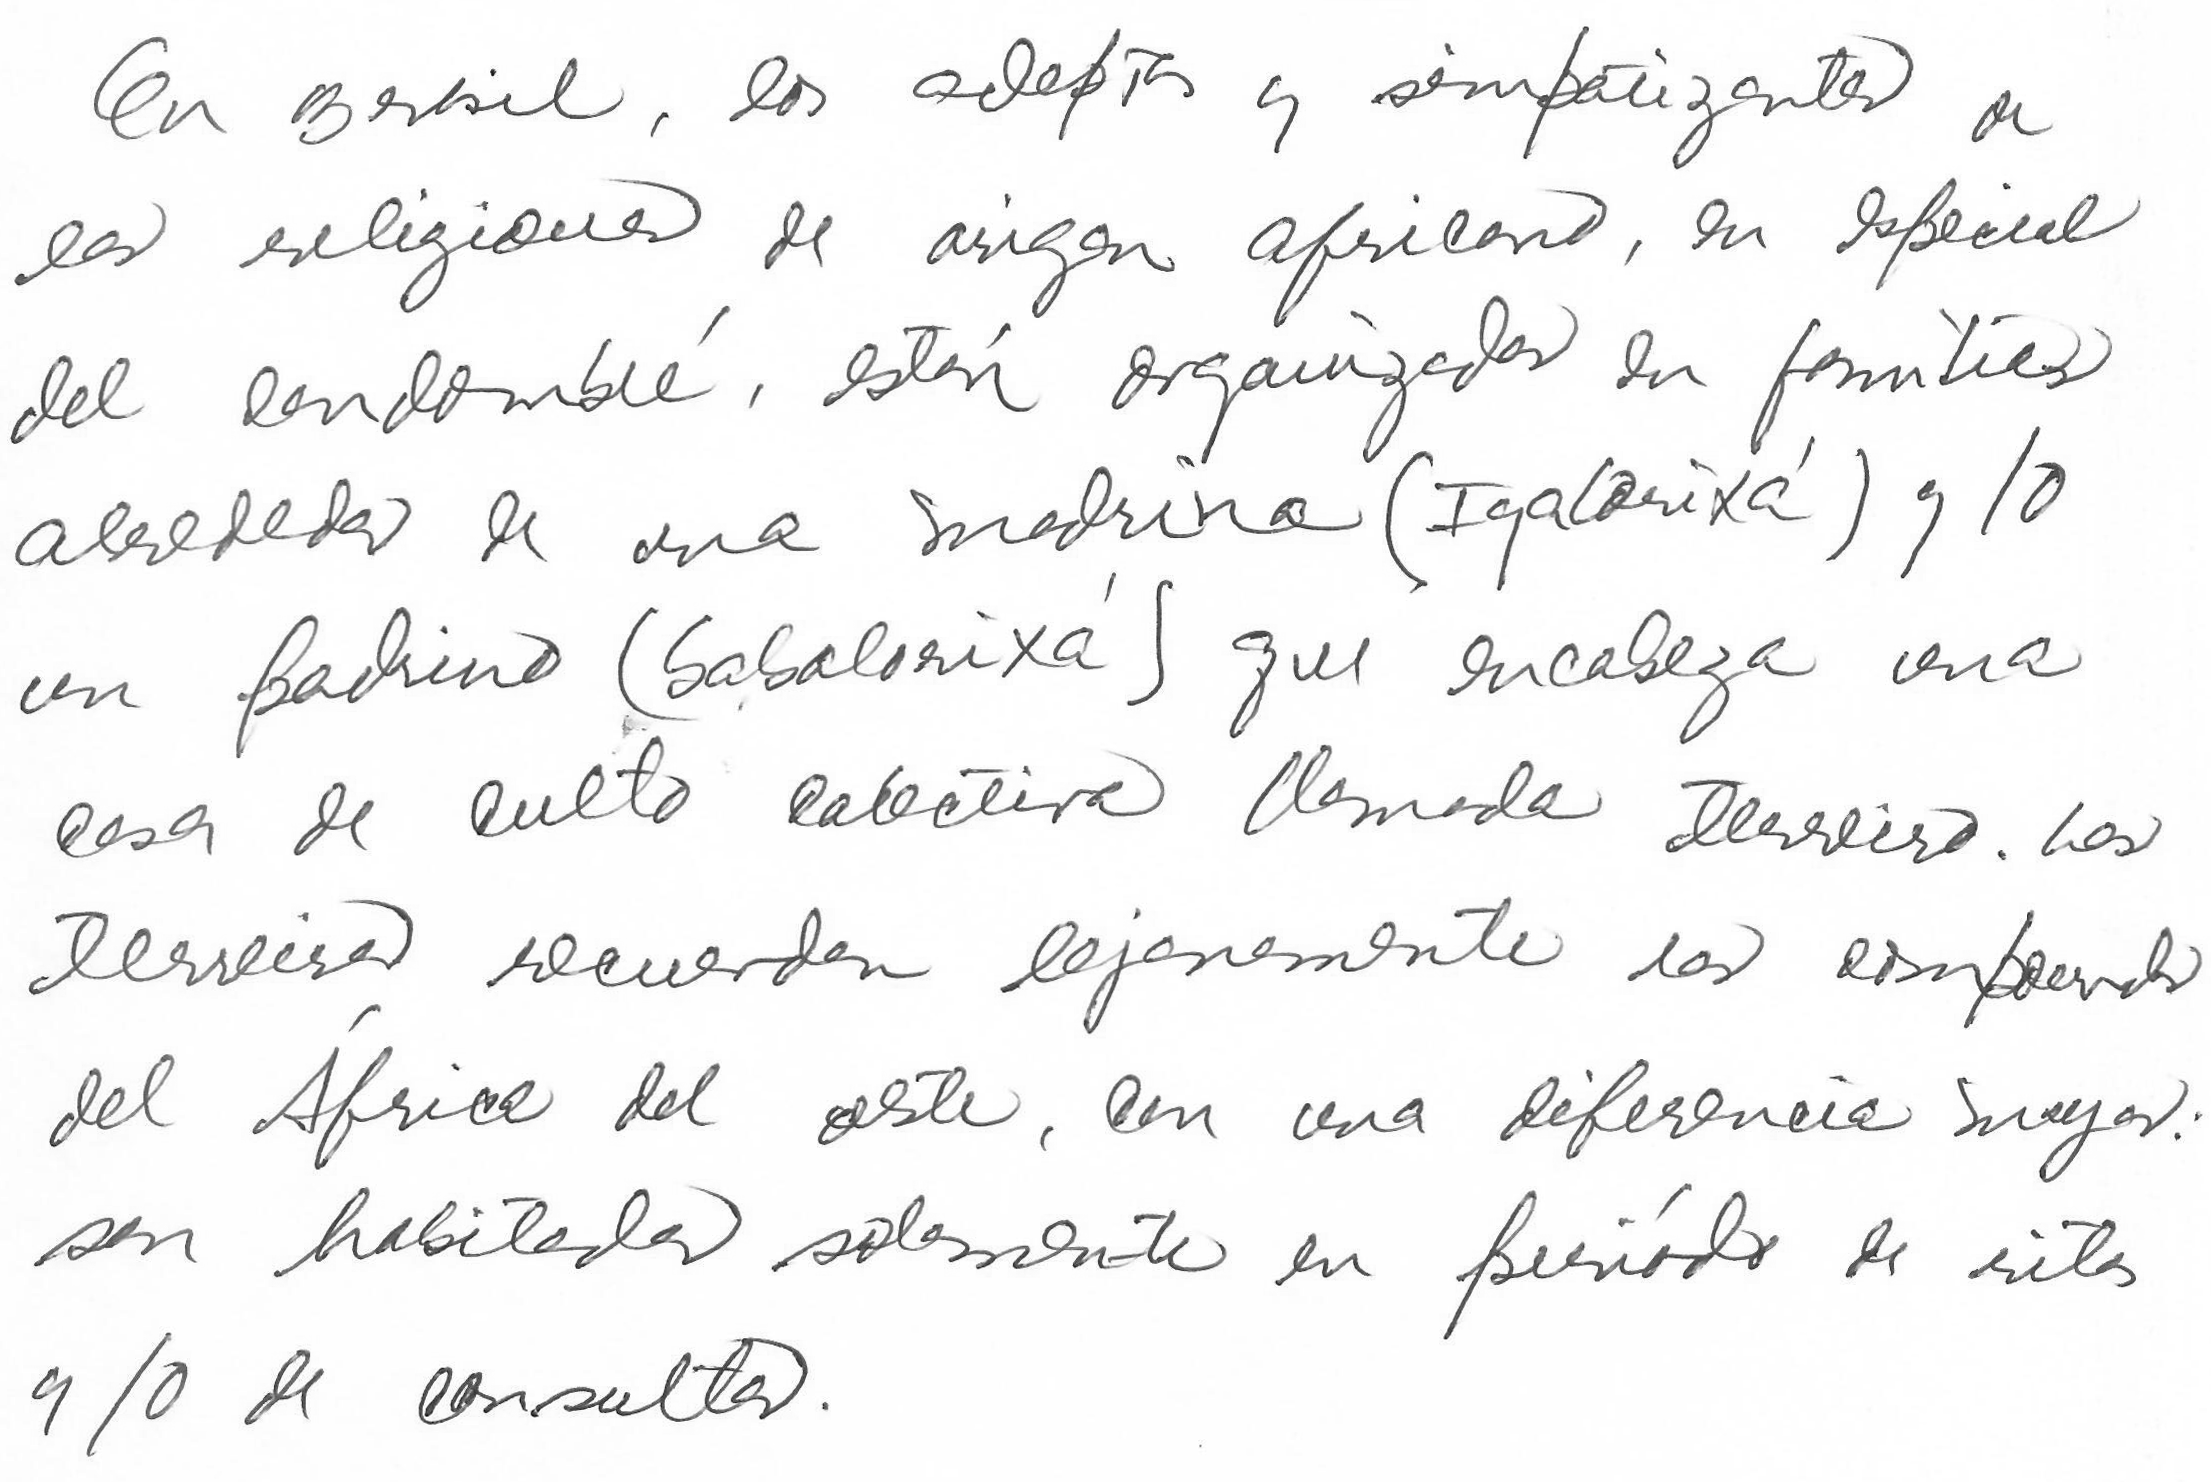 En Brasil, los adeptos y simpatizantes de
las religiones de origen africano, en especial
del candomblé, están organizados en familias
alrededor de una madrina (Iyalorixá) y/o
un padrino (babalorixá) que encabeza una
casa de culto colectiva llamada terreiro. Los
terreiros recuerdan lejanamente los compounds
del África del oeste, con una diferencia mayor:
son habitados solamente en período de ritos
y/o de consultas.